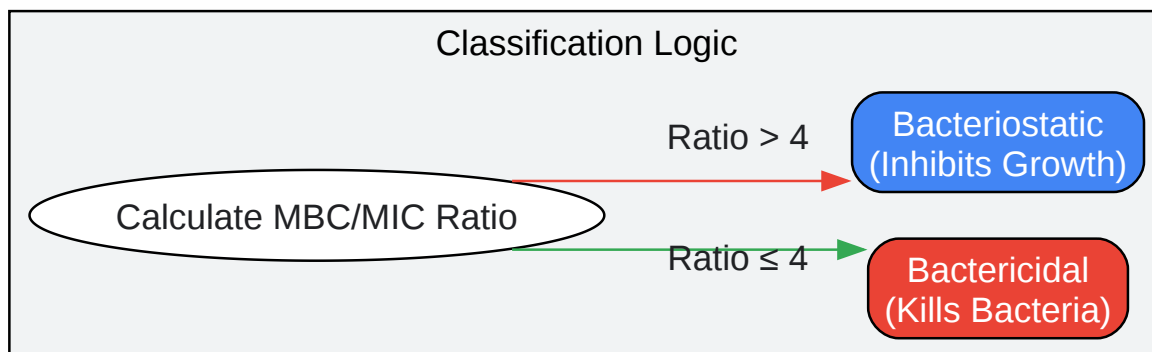 Classification Logic
Ratio > 4
Bacteriostatic
(Inhibits Growth)
Calculate MBC/MIC Ratio
Ratio ≤ 4
Bactericidal
(Kills Bacteria)